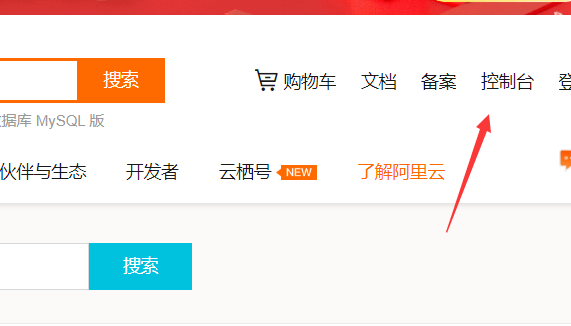 搜索 购物车 文档 备案 控制台
数据库 MySQL 版
伙伴与生态 开发者 云栖号 NEW 了解阿里云
搜索